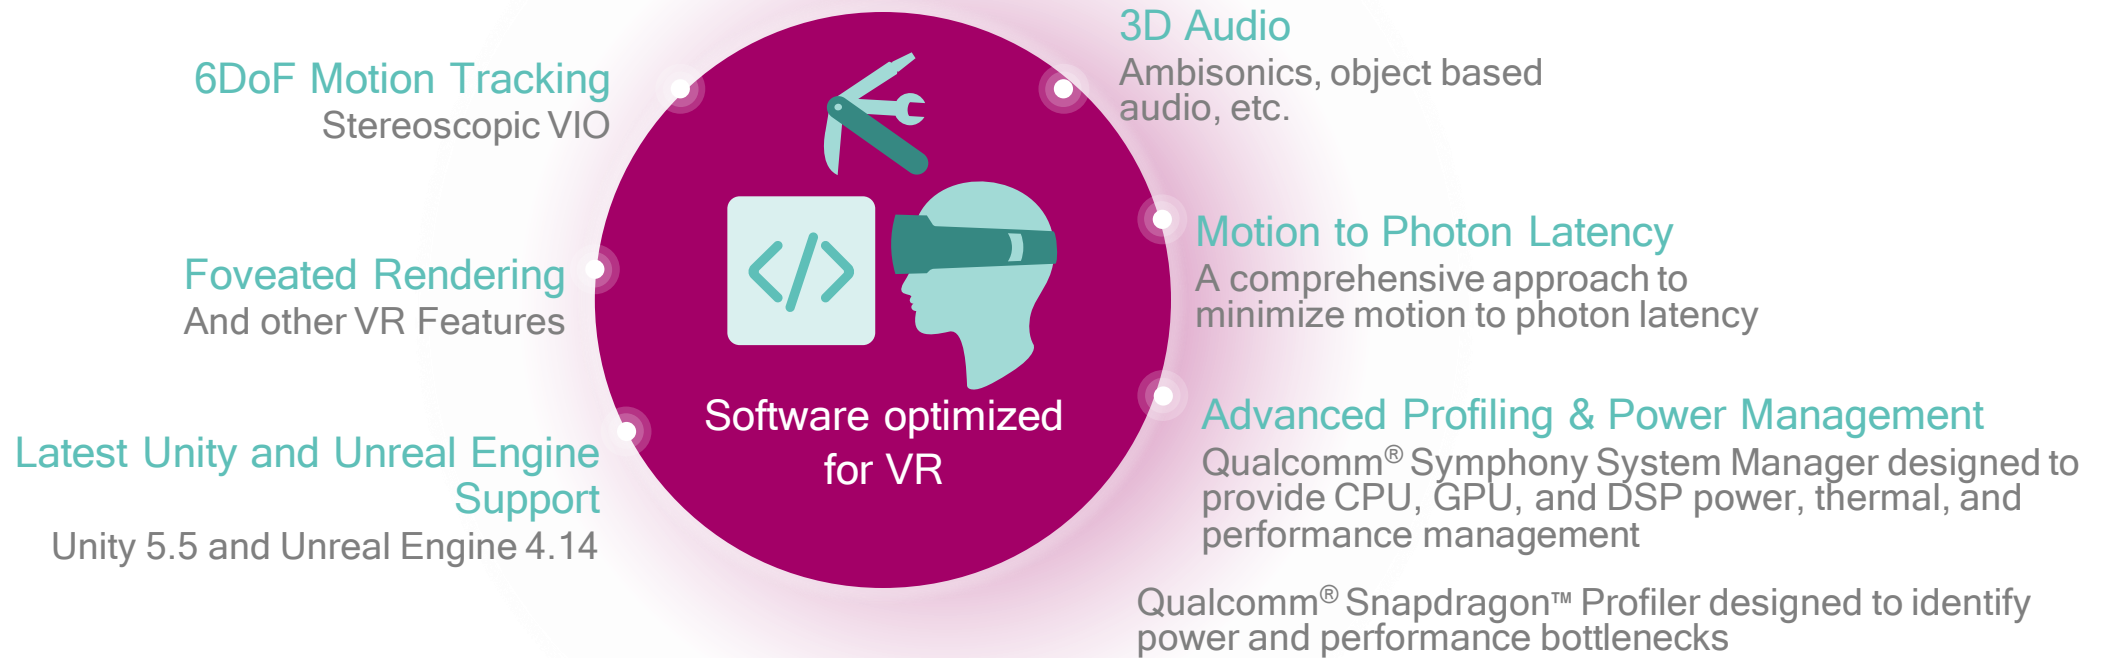 6DoF Motion Tracking
Stereoscopic VIO
Foveated Rendering
And other VR Features
Latest Unity and Unreal Engine
Support
Unity 5.5 and Unreal Engine 4.14
Software optimized
for VR
3D Audio
Ambisonics, object based
audio, etc.
Motion to Photon Latency
A comprehensive approach to
minimize motion to photon latency
Advanced Profiling & Power Management
Qualcomm® Symphony System Manager designed to
provide CPU, GPU, and DSP power, thermal, and
performance management
Qualcomm® Snapdragon™ Profiler designed to identify
power and performance bottlenecks